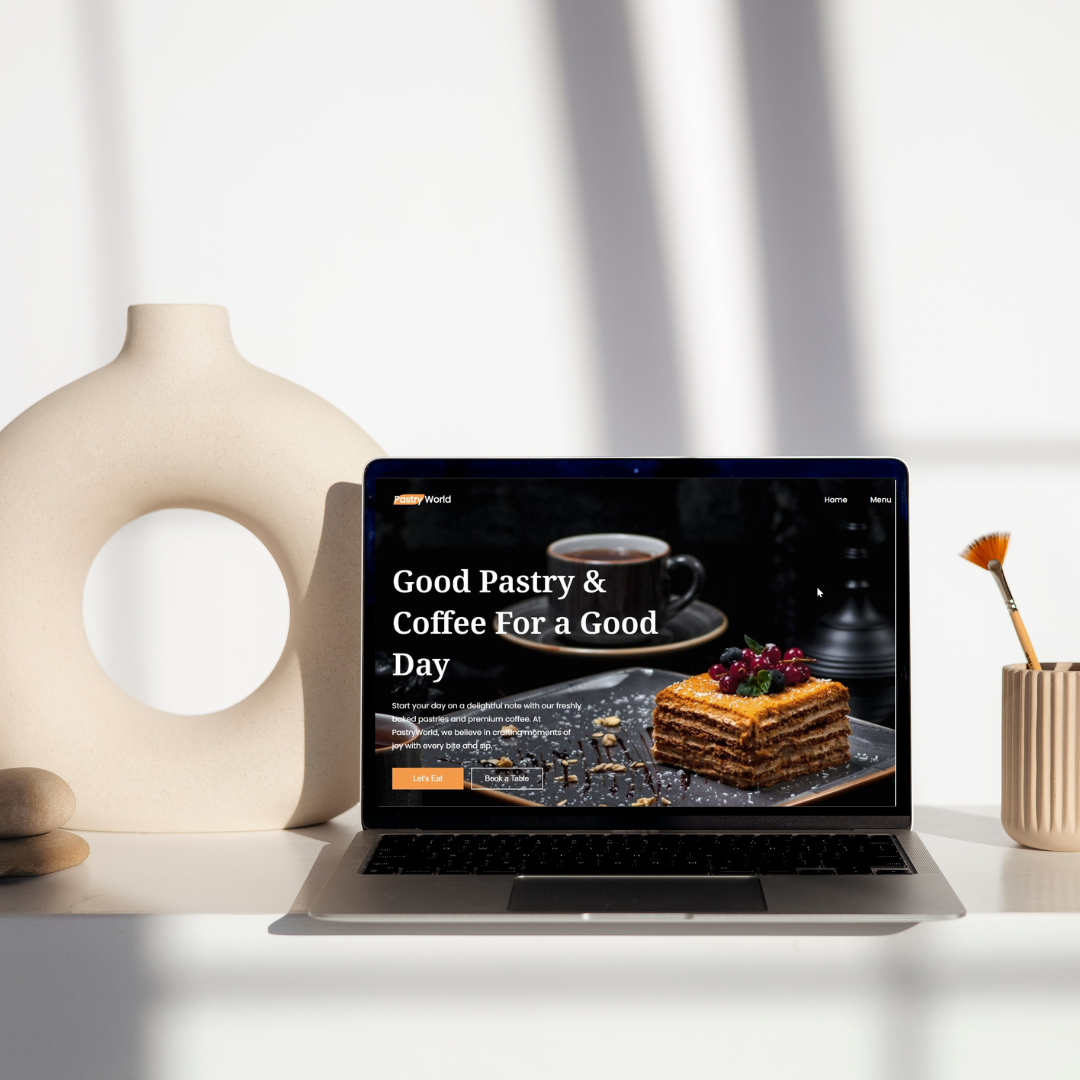 Pastry World
Home
Menu
Good Pastry &
Coffee For a Good
Day
Start your day on a delightful note with our freshly
baked pastries and premium coffee. At
PastryWorld, we believe in crafting moments of
joy with every bite and sip.
Let's Eat
Book a Table